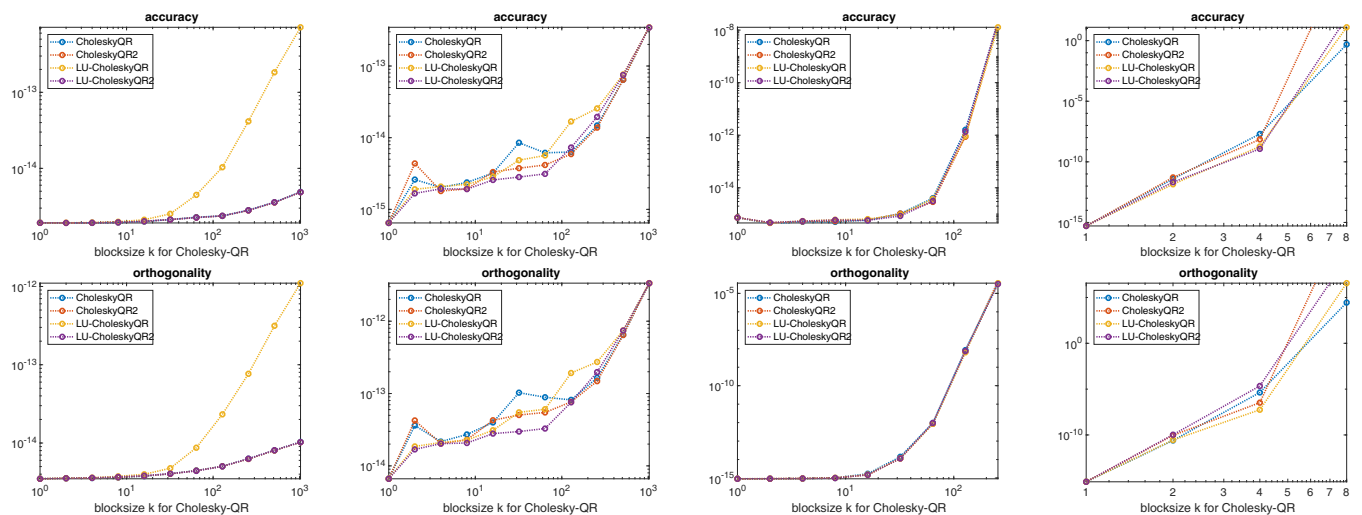 accuracy
CholeskyQR
CholeskyQR2
LU-CholeskyQR
LU-CholeskyQR2
10^-13
10^-14
10^0 10^1 10^2 10^3
blocksize k for Cholesky-QR
accuracy
CholeskyQR
CholeskyQR2
LU-CholeskyQR
LU-CholeskyQR2
10^-13
10^-14
10^-15
10^0 10^1 10^2 10^3
blocksize k for Cholesky-QR
accuracy
CholeskyQR
CholeskyQR2
LU-CholeskyQR
LU-CholeskyQR2
10^-8
10^-10
10^-12
10^-14
10^0 10^1 10^2
blocksize k for Cholesky-QR
accuracy
CholeskyQR
CholeskyQR2
LU-CholeskyQR
LU-CholeskyQR2
10^0
10^-5
10^-10
10^-15
1 2 3 4 5 6 7 8
blocksize k for Cholesky-QR
orthogonality
CholeskyQR
CholeskyQR2
LU-CholeskyQR
LU-CholeskyQR2
10^-12
10^-13
10^-14
10^0 10^1 10^2 10^3
blocksize k for Cholesky-QR
orthogonality
CholeskyQR
CholeskyQR2
LU-CholeskyQR
LU-CholeskyQR2
10^-12
10^-13
10^-14
10^0 10^1 10^2 10^3
blocksize k for Cholesky-QR
orthogonality
CholeskyQR
CholeskyQR2
LU-CholeskyQR
LU-CholeskyQR2
10^-5
10^-10
10^-15
10^0 10^1 10^2
blocksize k for Cholesky-QR
orthogonality
CholeskyQR
CholeskyQR2
LU-CholeskyQR
LU-CholeskyQR2
10^0
10^-10
1 2 3 4 5 6 7 8
blocksize k for Cholesky-QR